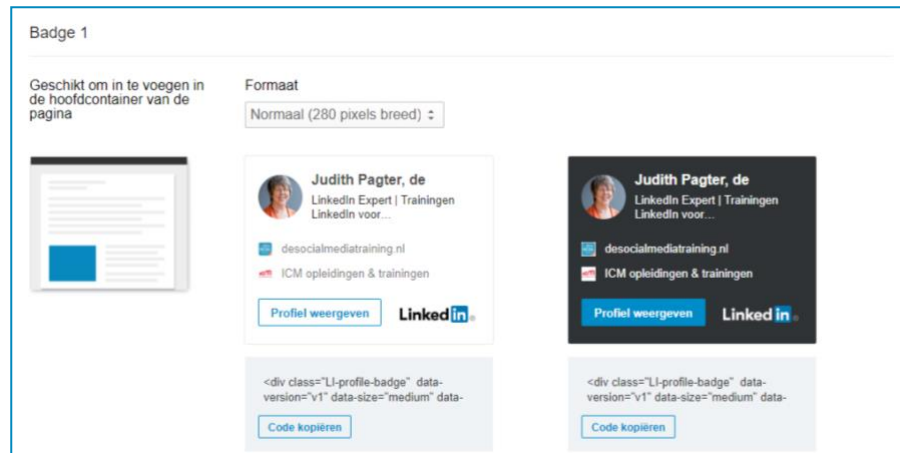 Badge 1
Geschikt om in te voegen in
de hoofdcontainer van de
pagina
Formaat
Normaal (280 pixels breed)
Judith Pagter, de
LinkedIn Expert | Trainingen
LinkedIn voor...
desocialmediatraining.nl
ICM opleidingen & trainingen
Profiel weergeven
Linked in
<div class="LI-profile-badge" data-
version="v1" data-size="medium" data-
Code kopiëren
Judith Pagter, de
LinkedIn Expert | Trainingen
LinkedIn voor...
desocialmediatraining.nl
ICM opleidingen & trainingen
Profiel weergeven
Linked in
<div class="LI-profile-badge" data-
version="v1" data-size="medium" data-
Code kopiëren